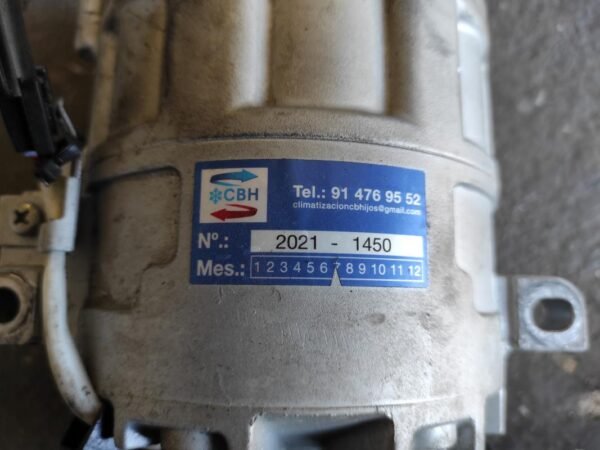 CBH
Tel.: 91 476 95 52
climatizacioncbhijos@gmail.com
Nº.: 2021 - 1450
Mes.: 1 2 3 4 5 6 7 8 9 10 11 12